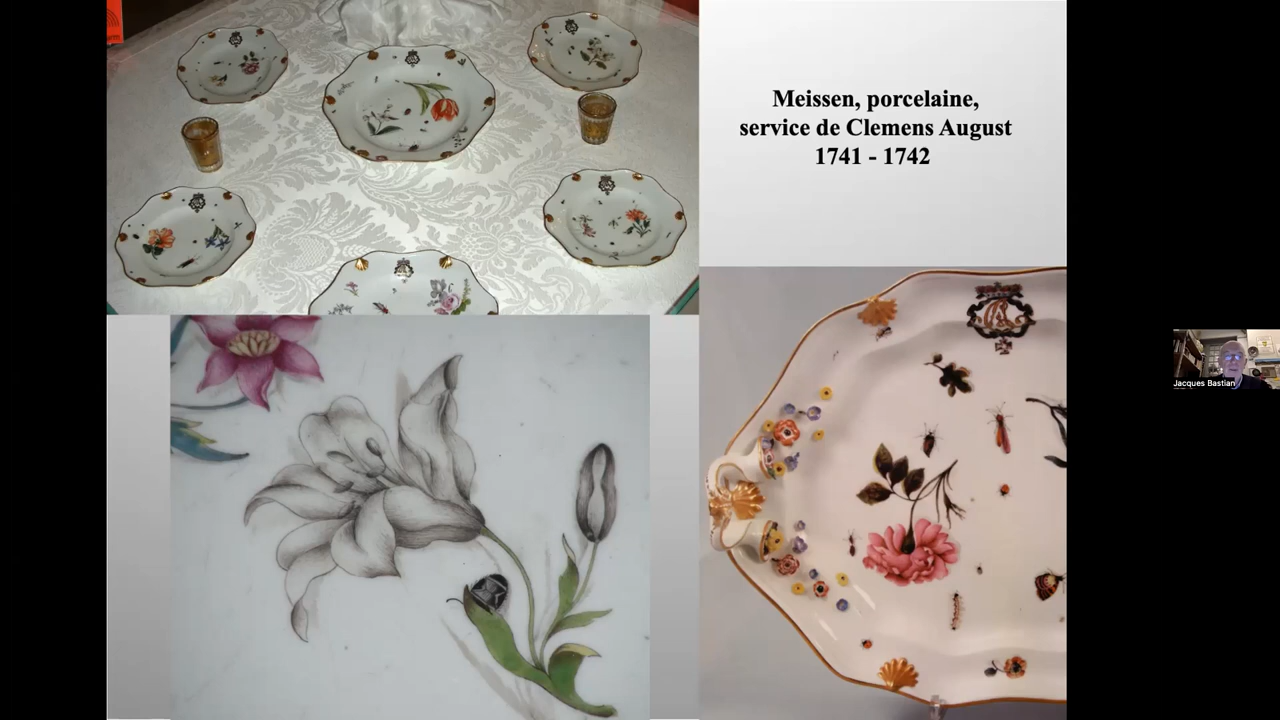 Meissen, porcelaine,
service de Clemens August
1741 - 1742
Jacques Bastian